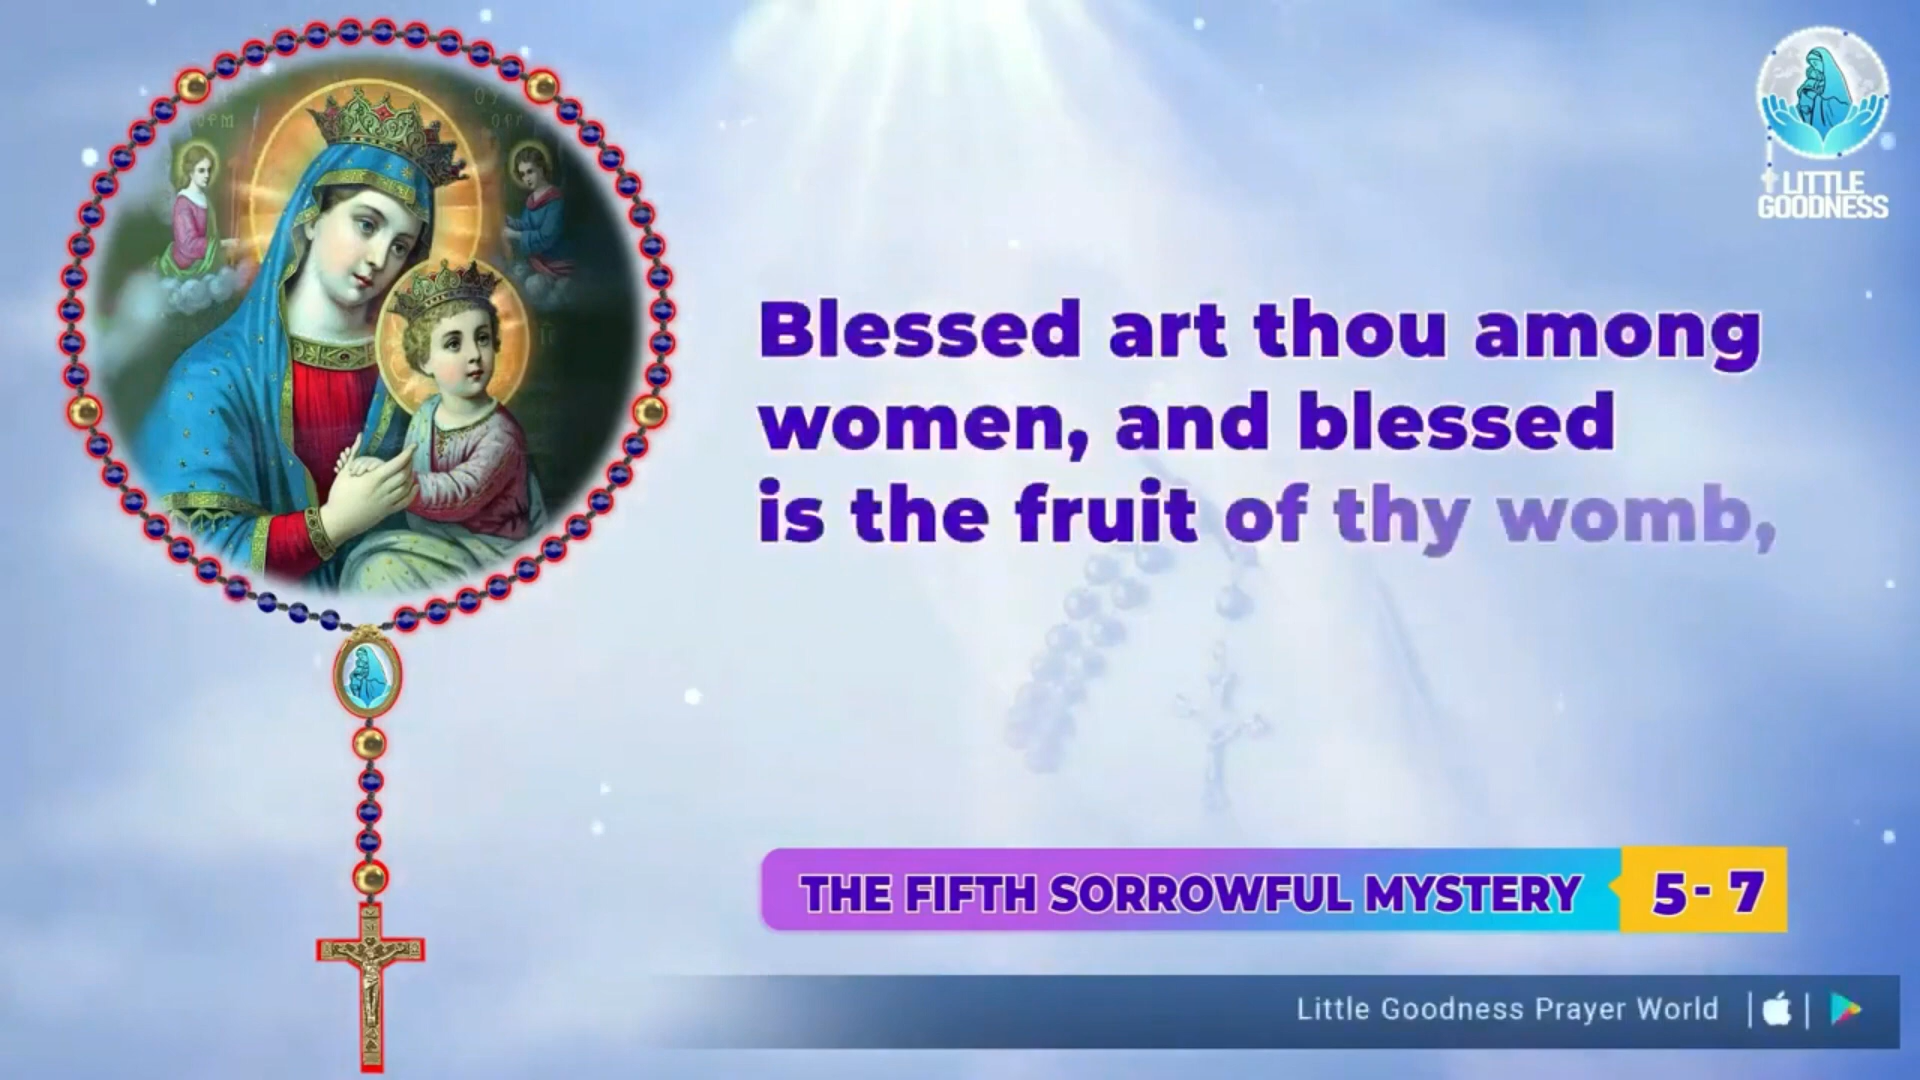 LITTLE
GOODNESS
Blessed art thou among
women, and blessed
is the fruit of thy womb,
THE FIFTH SORROWFUL MYSTERY 5- 7
Little Goodness Prayer World